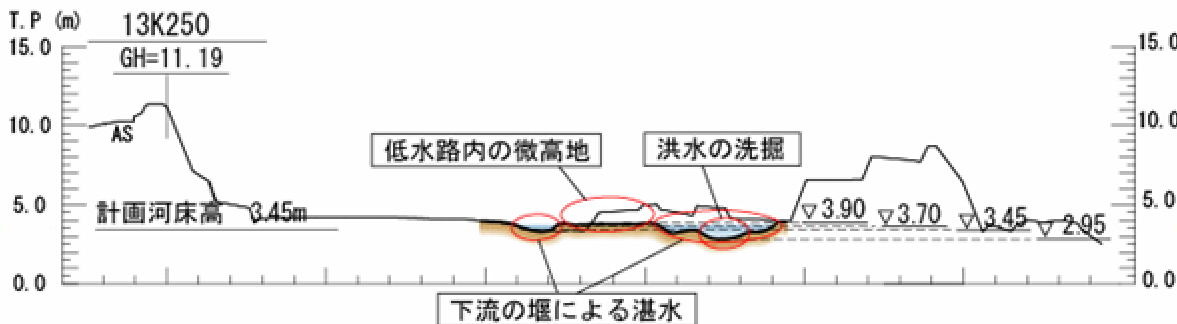 T.P (m)
13K250
15.0
15.0
GH=11.19
10.0
AS
10.0
低水路内の微高地
洪水の洗掘
5.0
計画河床高 3.45m
▽3.90
▽3.70
▽3.45
▽2.95
5.0
0.0
0.0
下流の堰による湛水